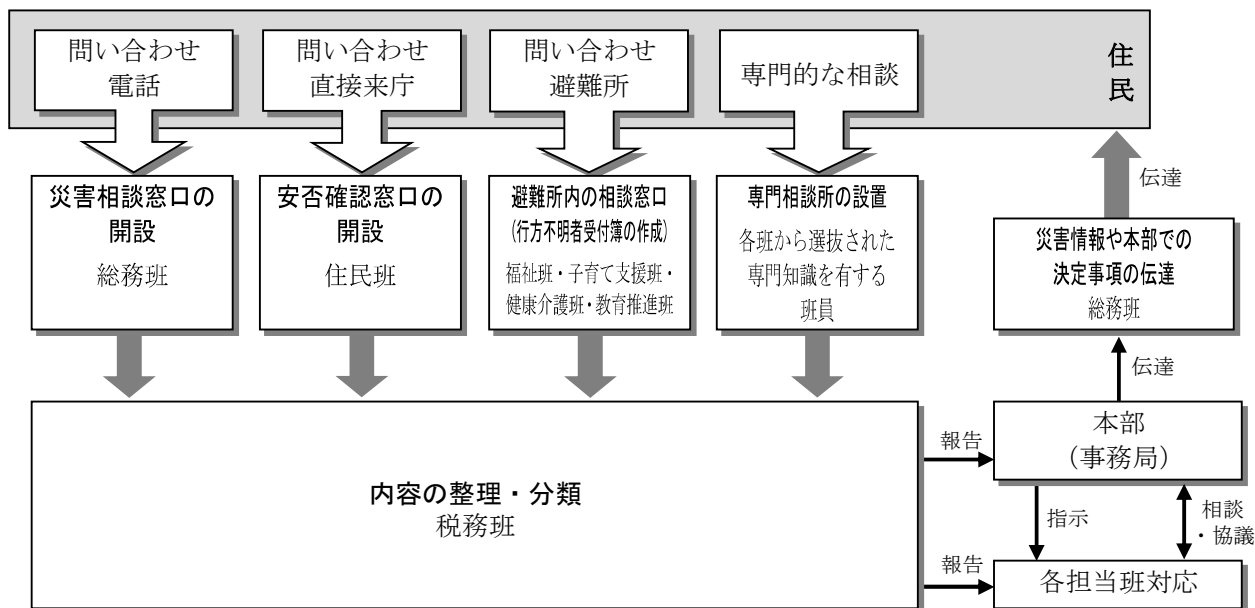 問い合わせ
電話
問い合わせ
直接来庁
問い合わせ
避難所
専門的な相談
住
民
災害相談窓口の
開設
総務班
安否確認窓口の
開設
住民班
避難所内の相談窓口
(行方不明者受付簿の作成)
福祉班・子育て支援班・
健康介護班・教育推進班
専門相談所の設置
各班から選抜された
専門知識を有する
班員
伝達
災害情報や本部での
決定事項の伝達
総務班
伝達
内容の整理・分類
税務班
報告
本部
（事務局）
指示
相談
・協議
報告
各担当班対応